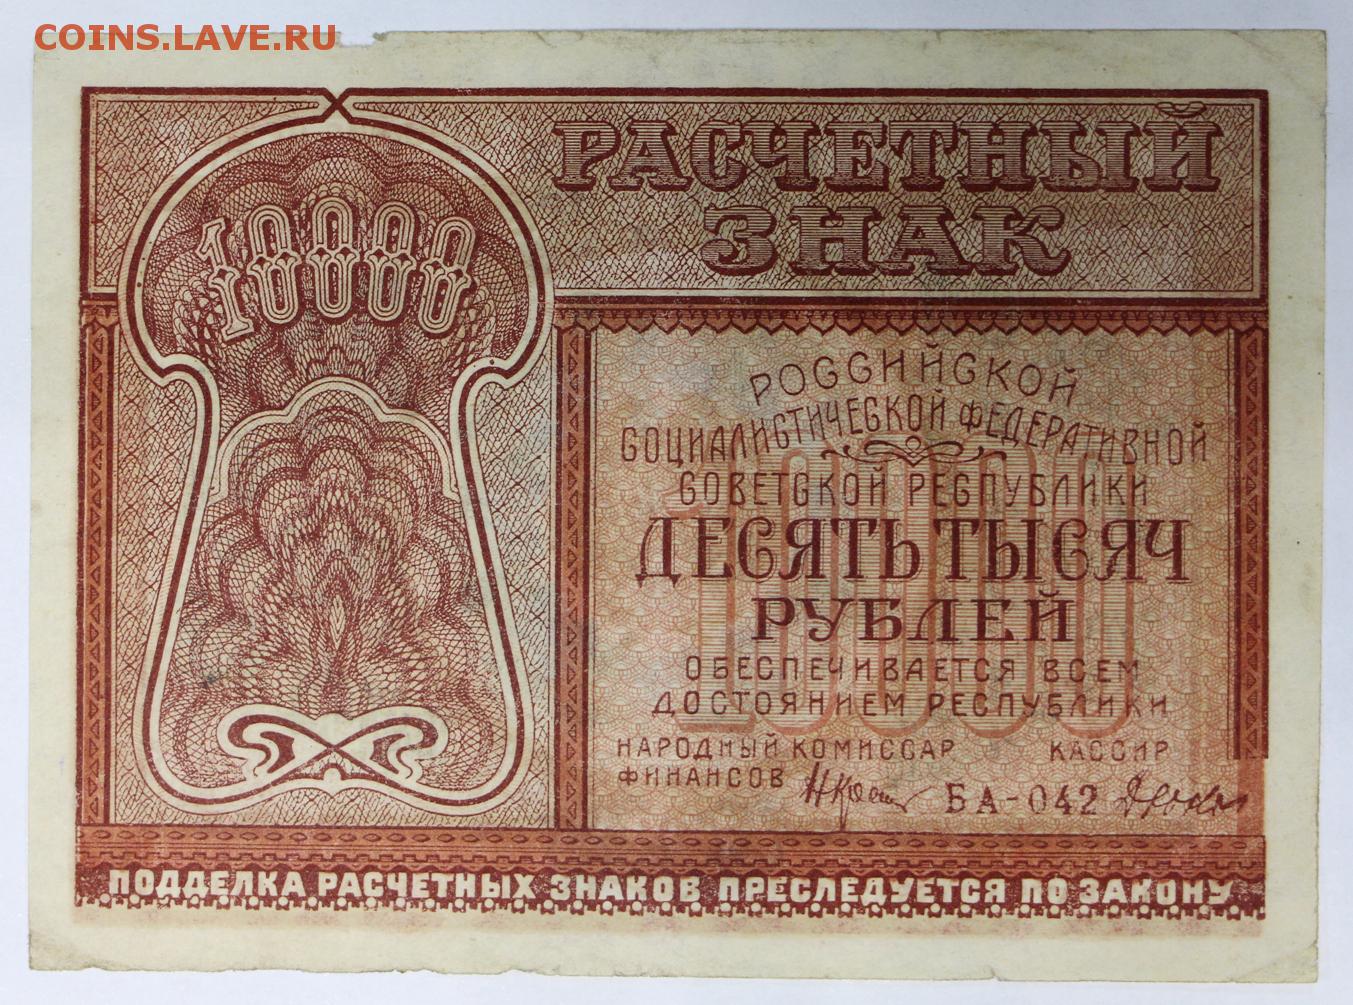 COINS.LAVE.RU
РАСЧЕТНЫЙ
ЗНАК
10000
РОССИЙСКОЙ
СОЦИАЛИСТИЧЕСКОЙ ФЕДЕРАТИВНОЙ
СОВЕТСКОЙ РЕСПУБЛИКИ
10000
ДЕСЯТЬ ТЫСЯЧ
РУБЛЕЙ
ОБЕСПЕЧИВАЕТСЯ ВСЕМ
ДОСТОЯНИЕМ РЕСПУБЛИКИ
НАРОДНЫЙ КОМИССАР КАССИР
ФИНАНСОВ БА-042
ПОДДЕЛКА РАСЧЕТНЫХ ЗНАКОВ ПРЕСЛЕДУЕТСЯ ПО ЗАКОНУ.